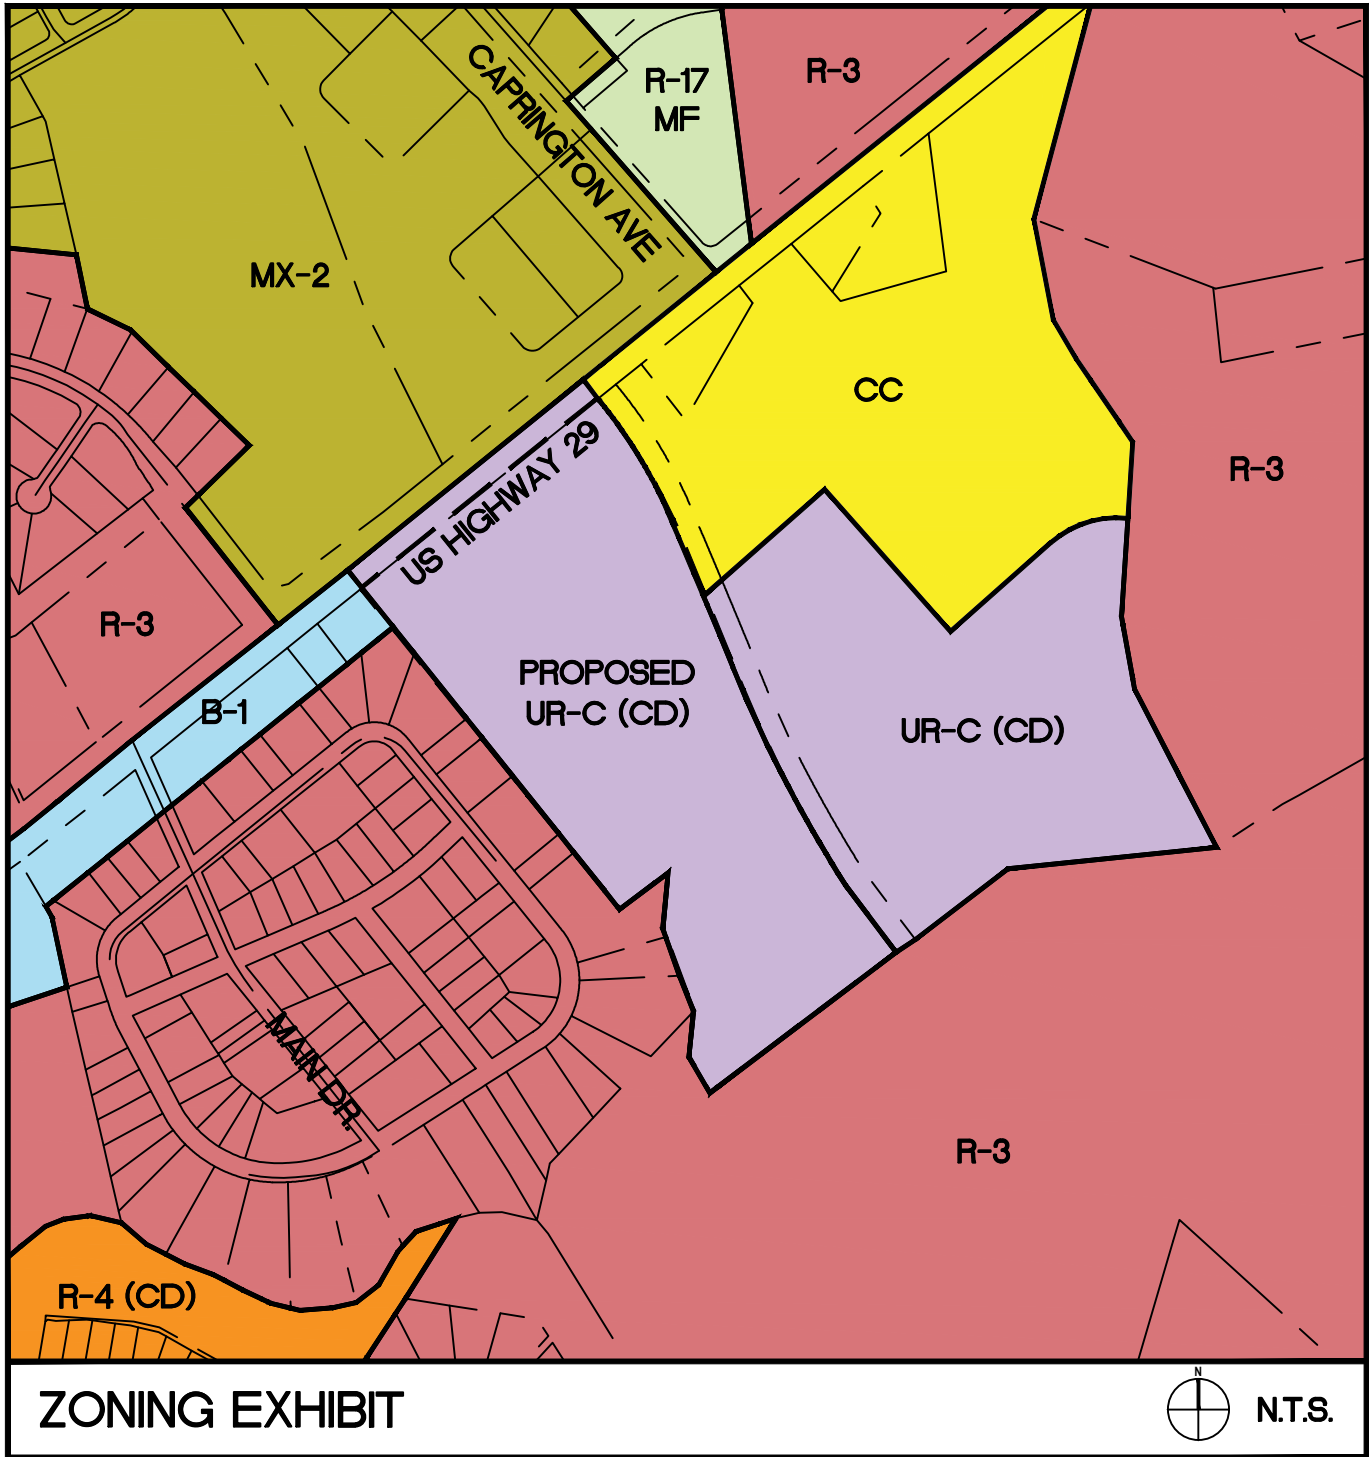 CAPRINGTON AVE
R-17
MF
R-3
MX-2
CC
US HIGHWAY 29
R-3
R-3
B-1
PROPOSED
UR-C (CD)
UR-C (CD)
MAIN DR.
R-3
R-4 (CD)
ZONING EXHIBIT
N
N.T.S.